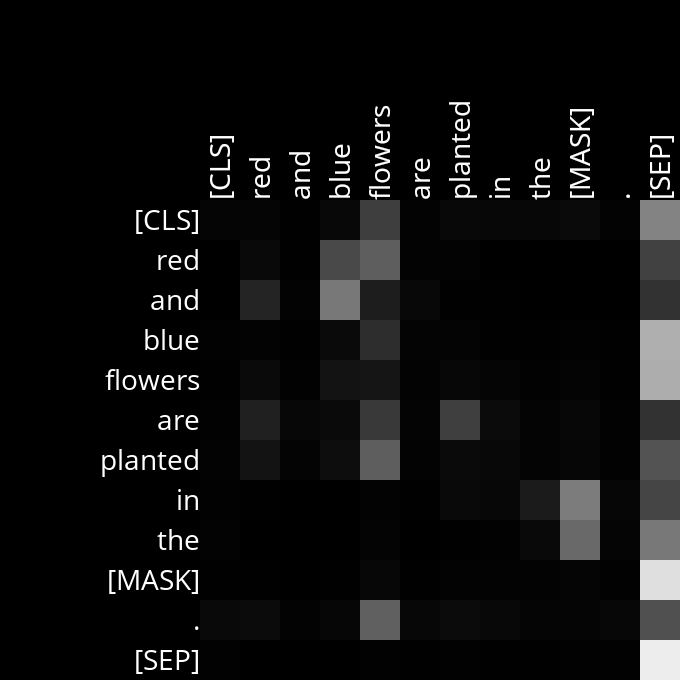 [CLS] red and blue flowers are planted in the [MASK] . [SEP]
[CLS]
red
and
blue
flowers
are
planted
in
the
[MASK]
.
[SEP]